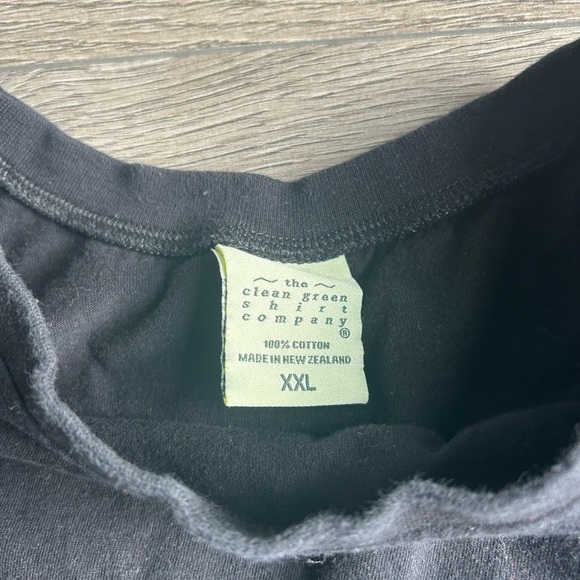 ~ the ~
clean green
shirt
company
®
100% COTTON
MADE IN NEW ZEALAND
XXL